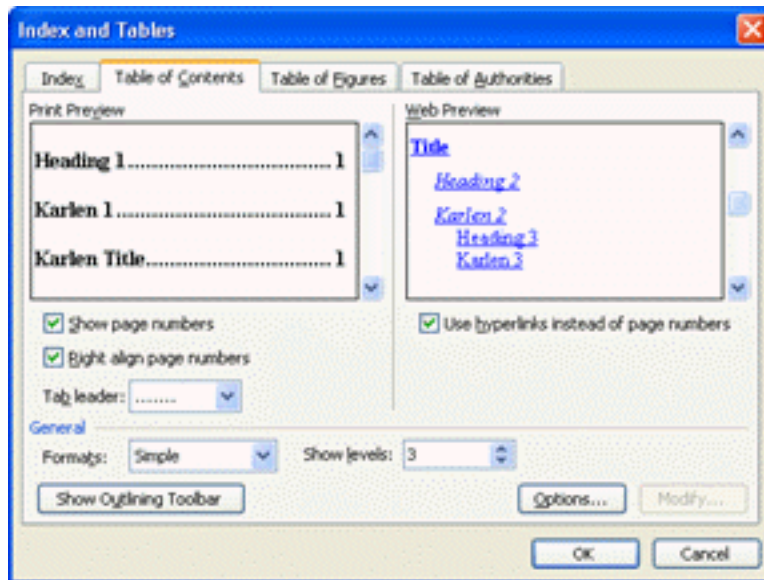 Index and Tables
Index Table of Contents Table of Figures Table of Authorities
Print Preview
Heading 1................................ 1
Karlen 1.................................. 1
Karlen Title............................. 1
Web Preview
Title
Heading 2
Karlen 2
Heading 3
Karlen 3
Show page numbers
Right align page numbers
Tab leader: .......
Use hyperlinks instead of page numbers
General
Formats: Simple Show levels: 3
Show Outlining Toolbar Options... Modify...
OK Cancel